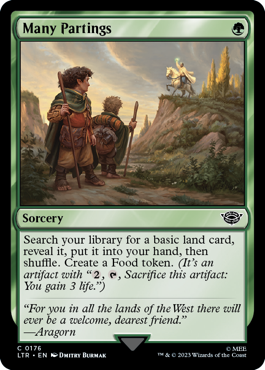 Many Partings
Sorcery
Search your library for a basic land card,
reveal it, put it into your hand, then
shuffle. Create a Food token. (It's an
artifact with “2, , Sacrifice this artifact:
You gain 3 life.”)
“For you in all the lands of the West there will
ever be a welcome, dearest friend.”
—Aragorn
C 0176
LTR • EN Dmitry Burmak
™ & © 2023 Wizards of the Coast
© MEE